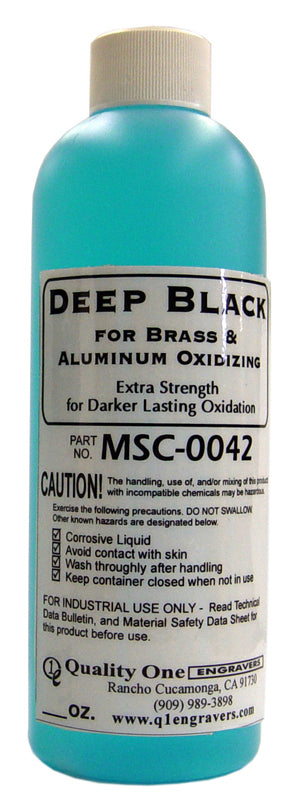 DEEP BLACK
FOR BRASS &
ALUMINUM OXIDIZING
Extra Strength
for Darker Lasting Oxidation
PART NO. MSC-0042
CAUTION! The handling, use of, and/or mixing of this product
with incompatible chemicals may be hazardous.
Exercise the following precautions. DO NOT SWALLOW.
Other known hazards are designated below.
Corrosive Liquid
Avoid contact with skin
Wash throughly after handling
Keep container closed when not in use
FOR INDUSTRIAL USE ONLY - Read Technical
Data Bulletin, and Material Safety Data Sheet for
this product before use.
Quality One ENGRAVERS
Rancho Cucamonga, CA 91730
(909) 989-3898
___OZ. www.q1engravers.com